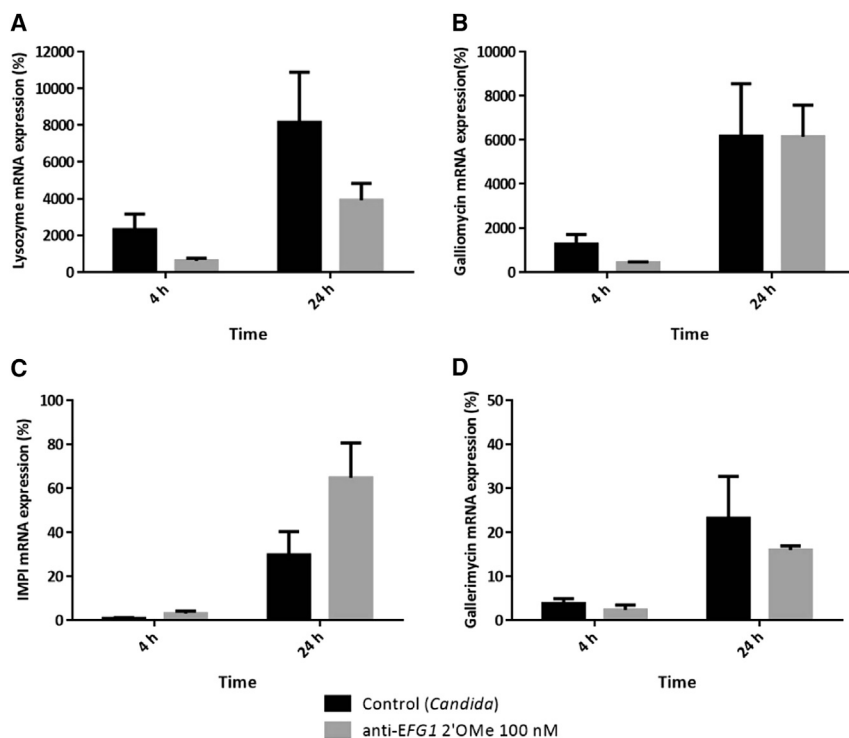 A
Lysozyme mRNA expression (%)
12000
10000
8000
6000
4000
2000
0
4 h
24 h
Time
B
Galliomycin mRNA expression(%)
10000
8000
6000
4000
2000
0
4 h
24 h
Time
C
IMPI mRNA expression (%)
100
80
60
40
20
0
4 h
24 h
Time
D
Gallerimycin mRNA expression (%)
50
40
30
20
10
0
4 h
24 h
Time
Control (Candida)
anti-EFG1 2'OMe 100 nM